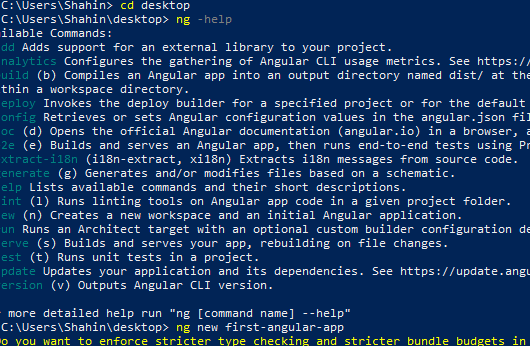 C:\Users\Shahin> cd desktop
C:\Users\Shahin\desktop> ng -help
ilable Commands:
dd Adds support for an external library to your project.
nalytics Configures the gathering of Angular CLI usage metrics. See https:/
uild (b) Compiles an Angular app into an output directory named dist/ at the
thin a workspace directory.
eploy Invokes the deploy builder for a specified project or for the default
onfig Retrieves or sets Angular configuration values in the angular.json fil
oc (d) Opens the official Angular documentation (angular.io) in a browser, a
2e (e) Builds and serves an Angular app, then runs end-to-end tests using Pr
xtract-i18n (i18n-extract, xi18n) Extracts i18n messages from source code.
enerate (g) Generates and/or modifies files based on a schematic.
elp Lists available commands and their short descriptions.
int (l) Runs linting tools on Angular app code in a given project folder.
ew (n) Creates a new workspace and an initial Angular application.
un Runs an Architect target with an optional custom builder configuration de
erve (s) Builds and serves your app, rebuilding on file changes.
est (t) Runs unit tests in a project.
pdate Updates your application and its dependencies. See https://update.angu
ersion (v) Outputs Angular CLI version.
more detailed help run "ng [command name] --help"
C:\Users\Shahin\desktop> ng new first-angular-app
Do you want to enforce stricter type checking and stricter bundle budgets in